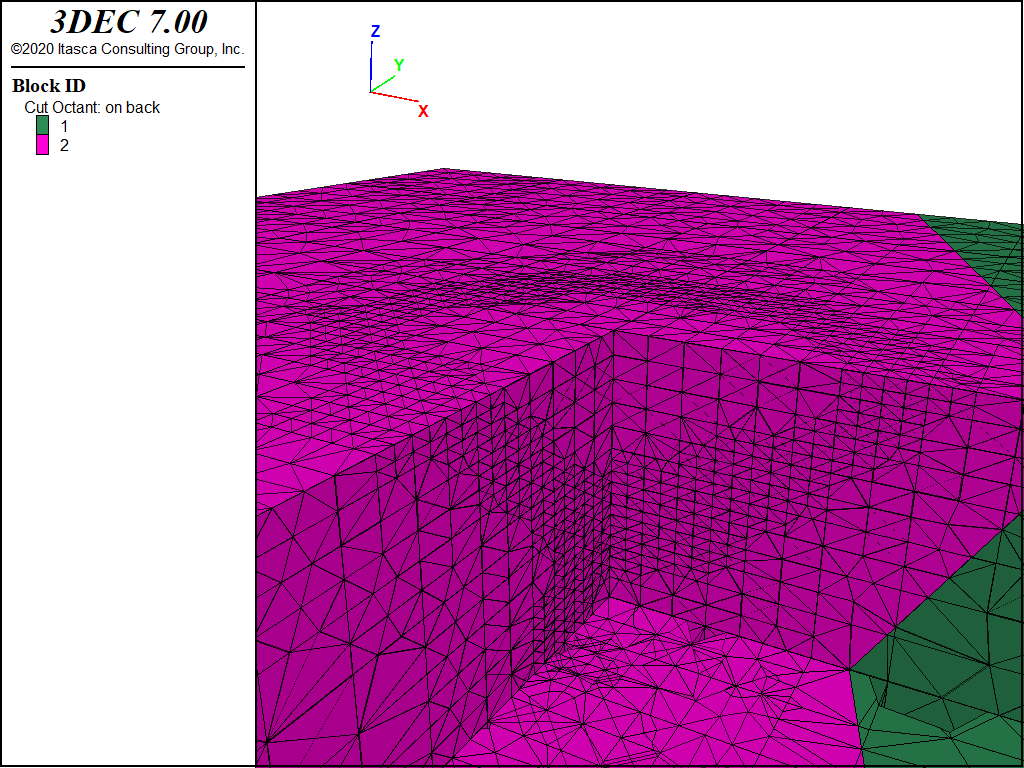 3DEC 7.00
©2020 Itasca Consulting Group, Inc.
Block ID
Cut Octant: on back
1
2
Z
Y
X